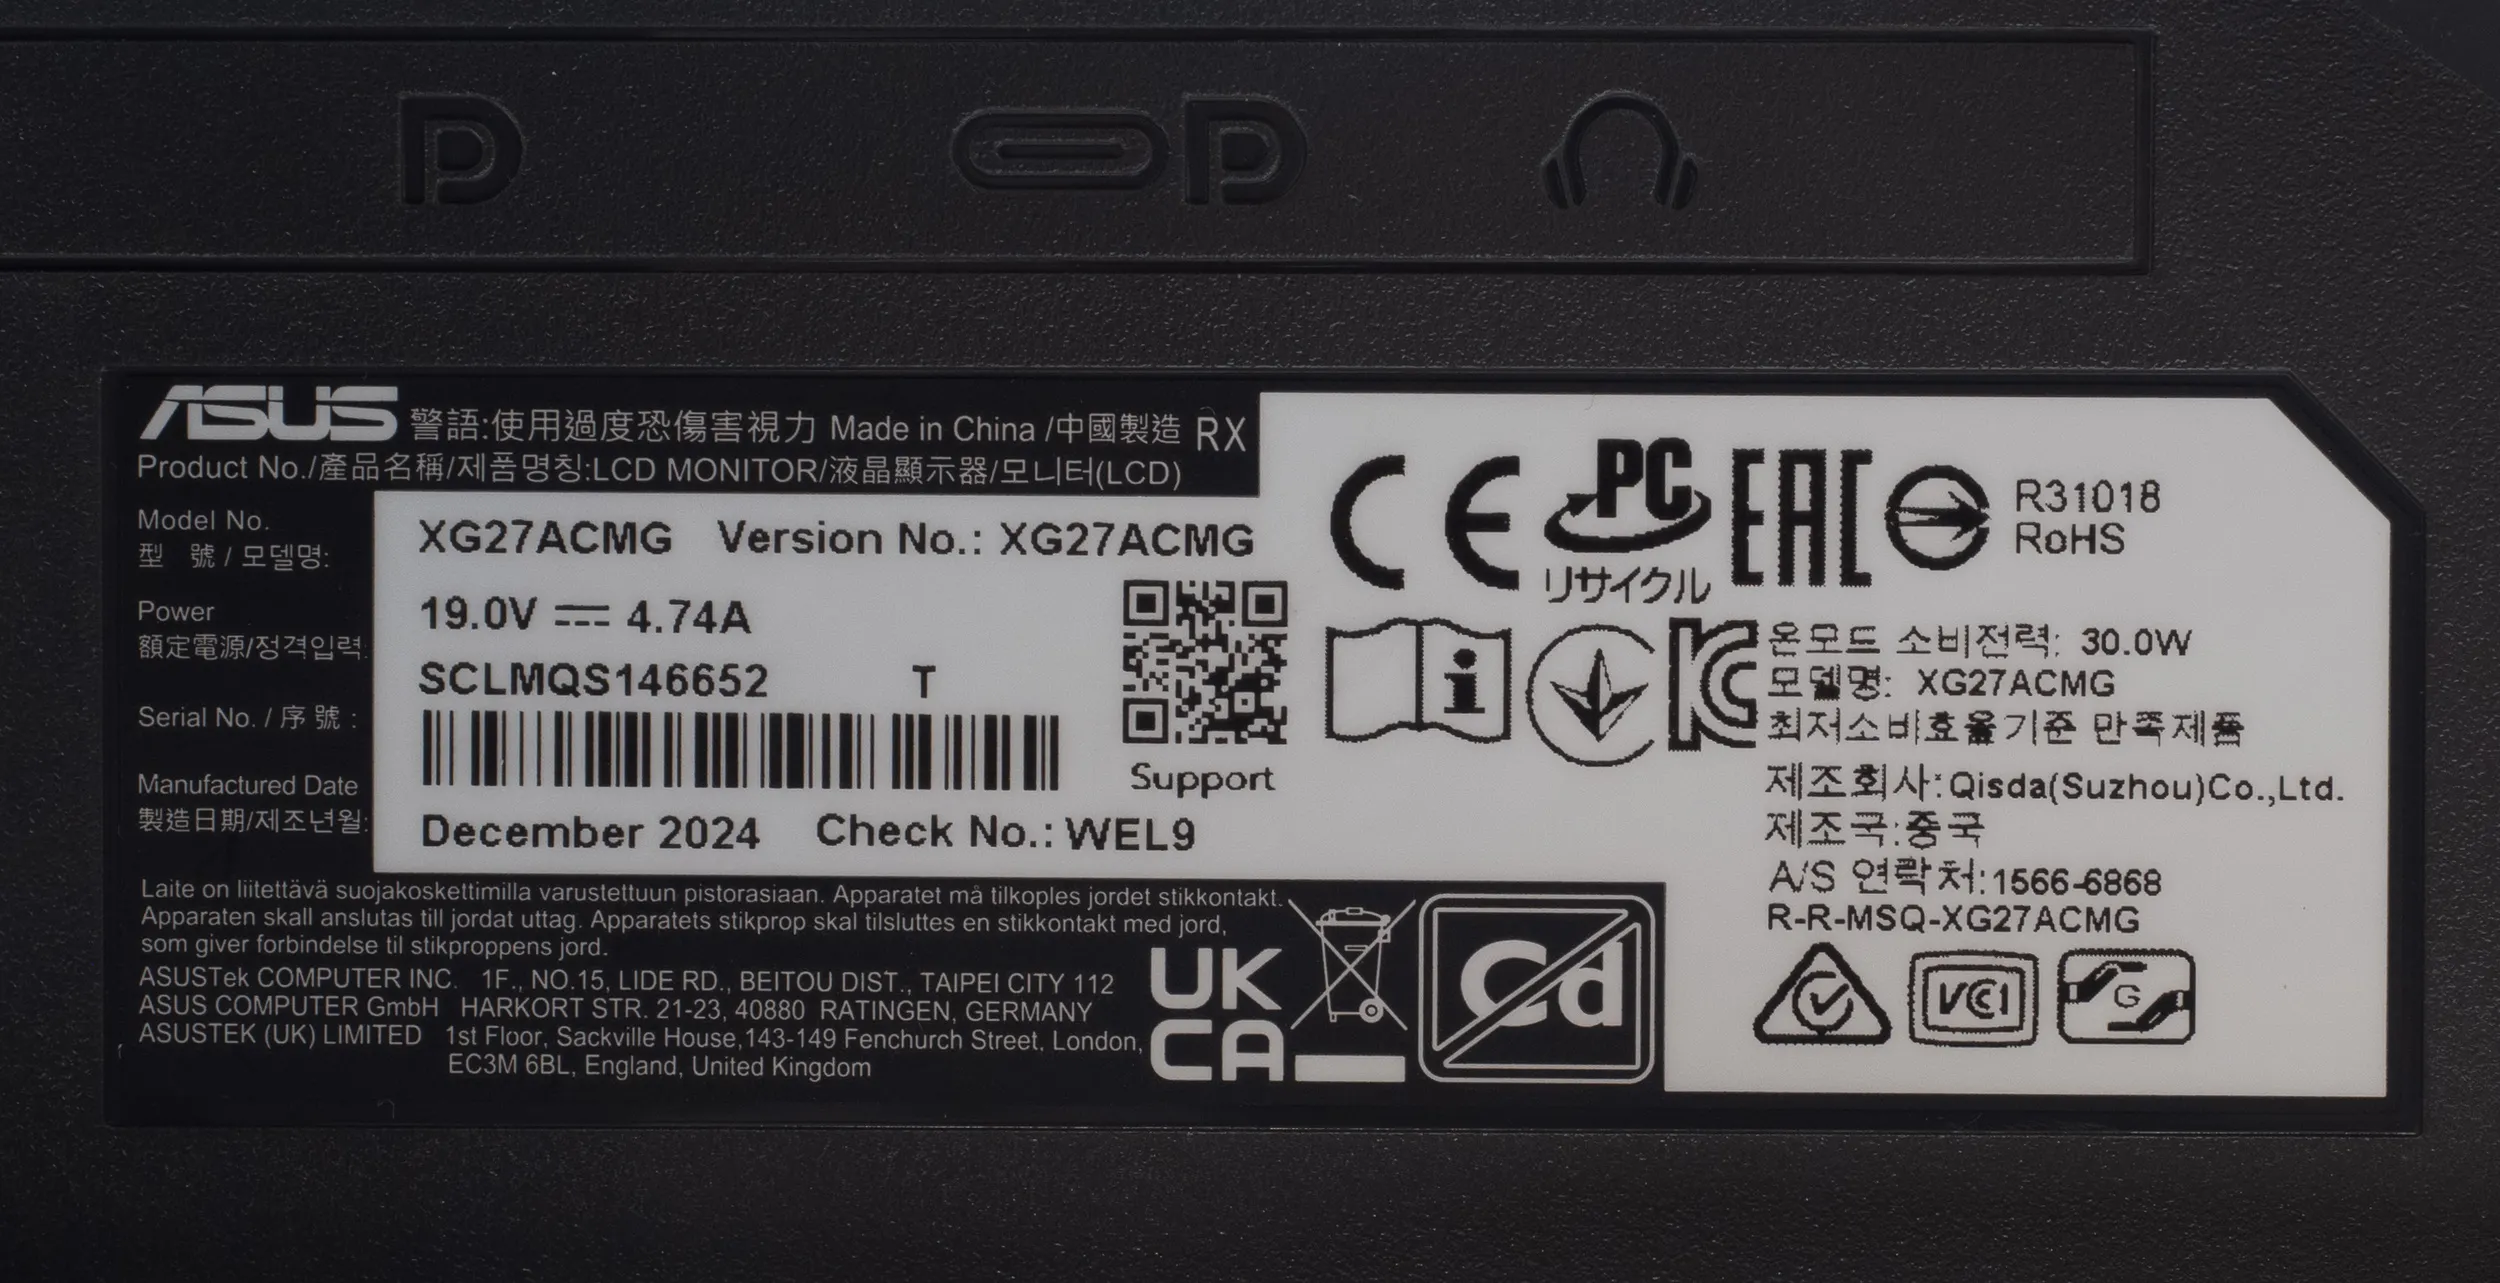 ASUS 警語:使用過度恐傷害視力 Made in China /中國製造 RX
Product No./產品名稱/제품명칭:LCD MONITOR/液晶顯示器/모니터(LCD)
Model No.
型 號 / 모델명:
XG27ACMG Version No.: XG27ACMG
Power
額定電源/정격입력:
19.0V ⎓ 4.74A
Serial No. / 序 號 :
SCLMQS146652 T
Support
Manufactured Date
製造日期/제조년월:
December 2024 Check No.: WEL9
Laite on liitettävä suojakoskettimilla varustettuun pistorasiaan. Apparatet må tilkoples jordet stikkontakt.
Apparaten skall anslutas till jordat uttag. Apparatets stikprop skal tilsluttes en stikkontakt med jord,
som giver forbindelse til stikproppens jord.
ASUSTek COMPUTER INC. 1F., NO.15, LIDE RD., BEITOU DIST., TAIPEI CITY 112
ASUS COMPUTER GmbH HARKORT STR. 21-23, 40880 RATINGEN, GERMANY
ASUSTEK (UK) LIMITED 1st Floor, Sackville House,143-149 Fenchurch Street, London,
EC3M 6BL, England, United Kingdom
UK
CA
Cd
CE PC EAC
リサイクル
R31018
RoHS
i
KC
온모드 소비전력: 30.0W
모델명: XG27ACMG
최저소비효율기준 만족제품
제조회사:Qisda(Suzhou)Co.,Ltd.
제조국:중국
A/S 연락처:1566-6868
R-R-MSQ-XG27ACMG
VCI G